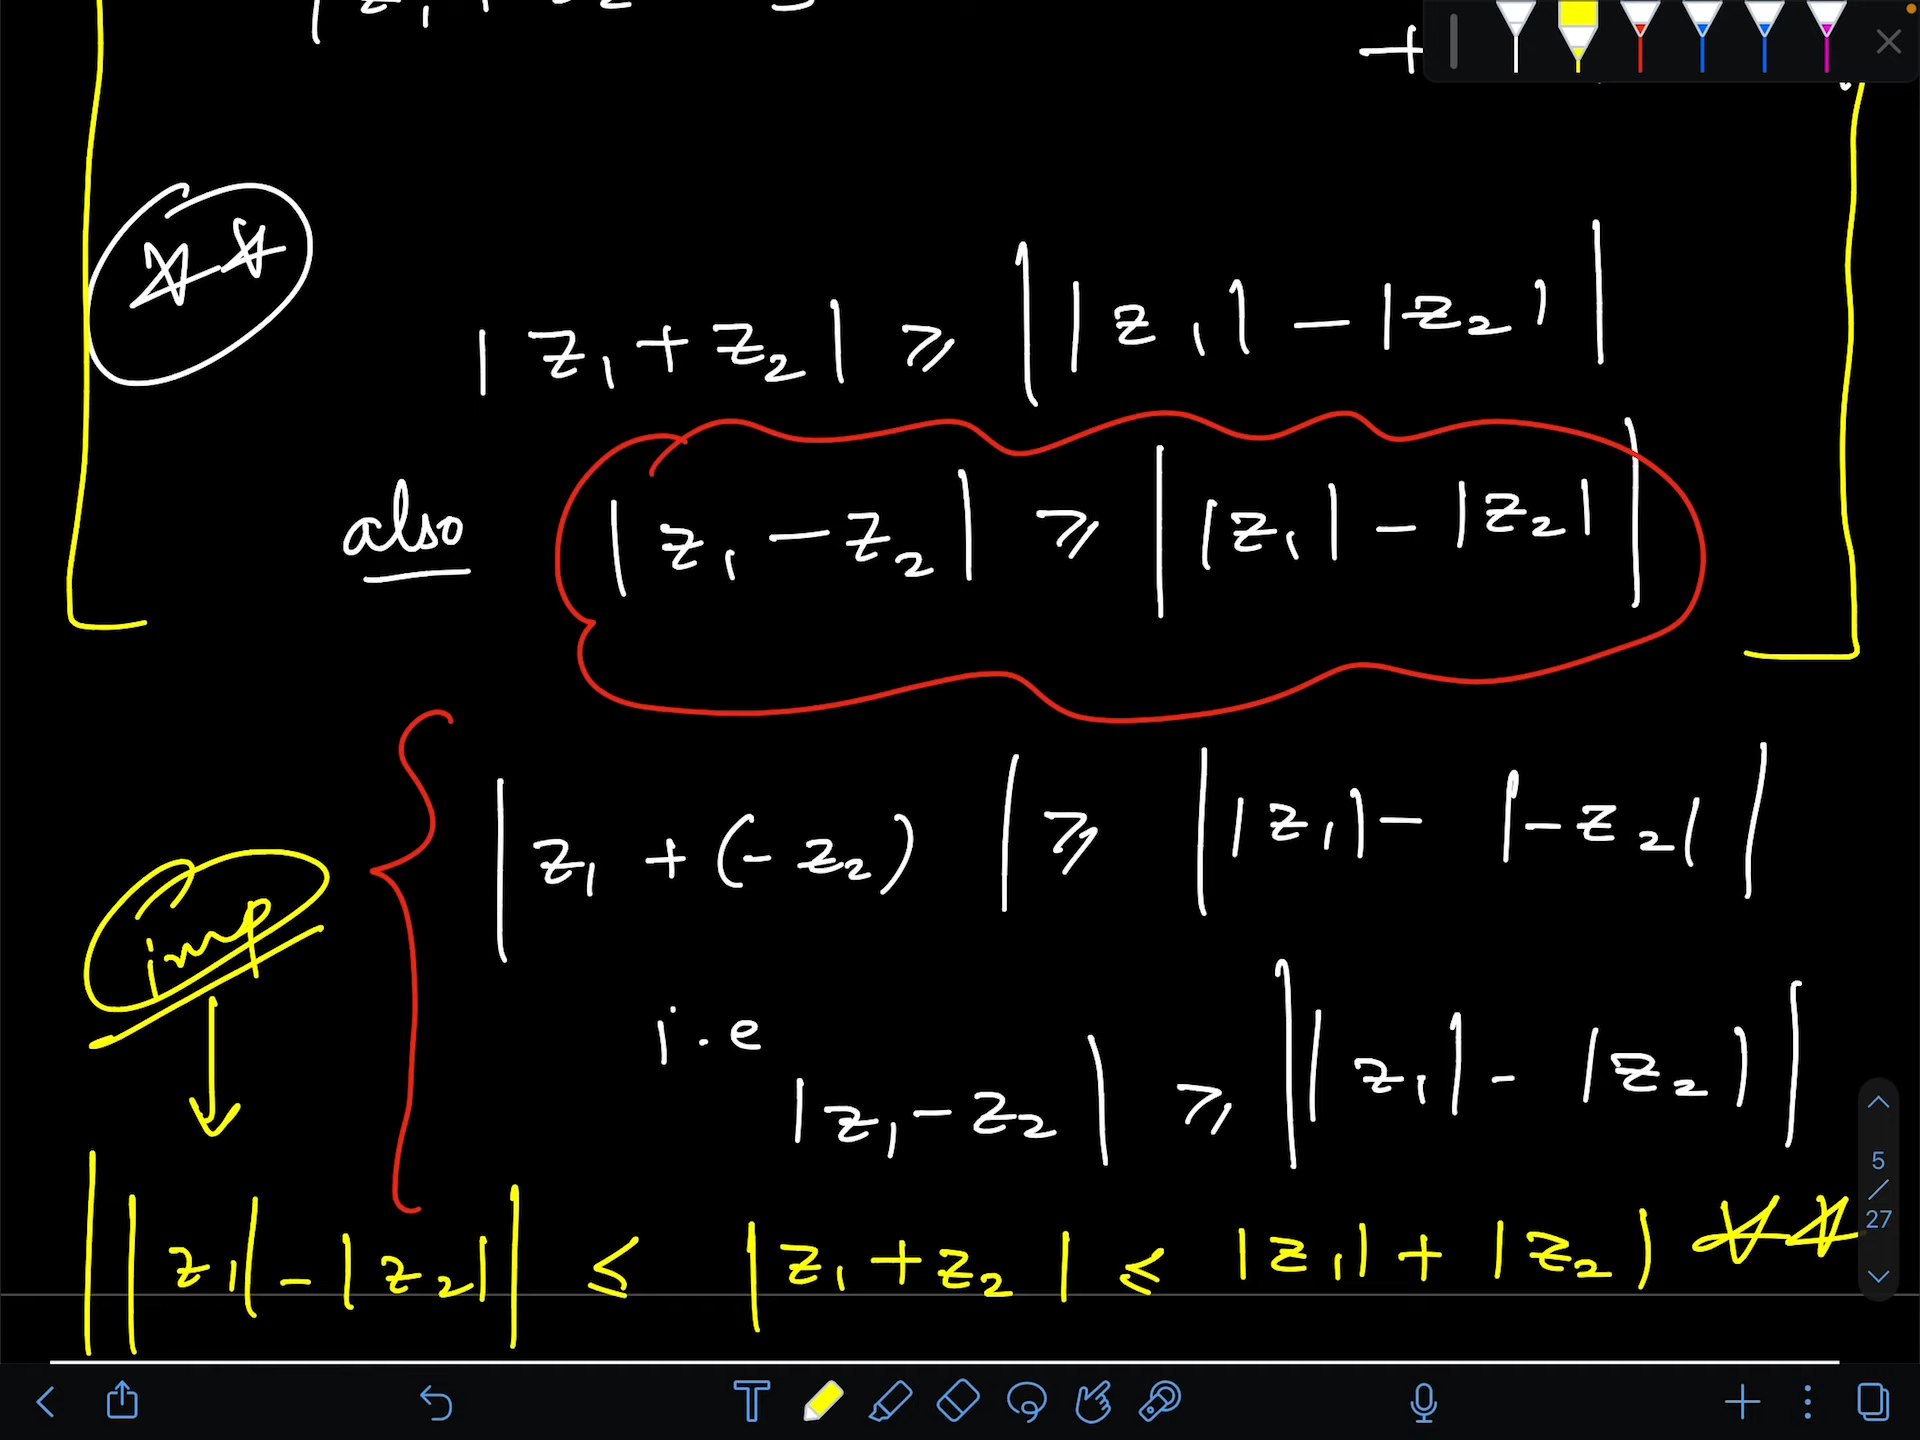 | z₁ + z₂ | ⩾ | |z₁| - |z₂| |
also | z₁ - z₂ | ⩾ | |z₁| - |z₂| |
| z₁ + (- z₂) | ⩾ | |z₁| - |-z₂| |
imp
i.e
|z₁ - z₂| ⩾ | |z₁| - |z₂| |
5
/
27
| |z₁| - |z₂| | ≤ |z₁ + z₂| ≤ |z₁| + |z₂|
T